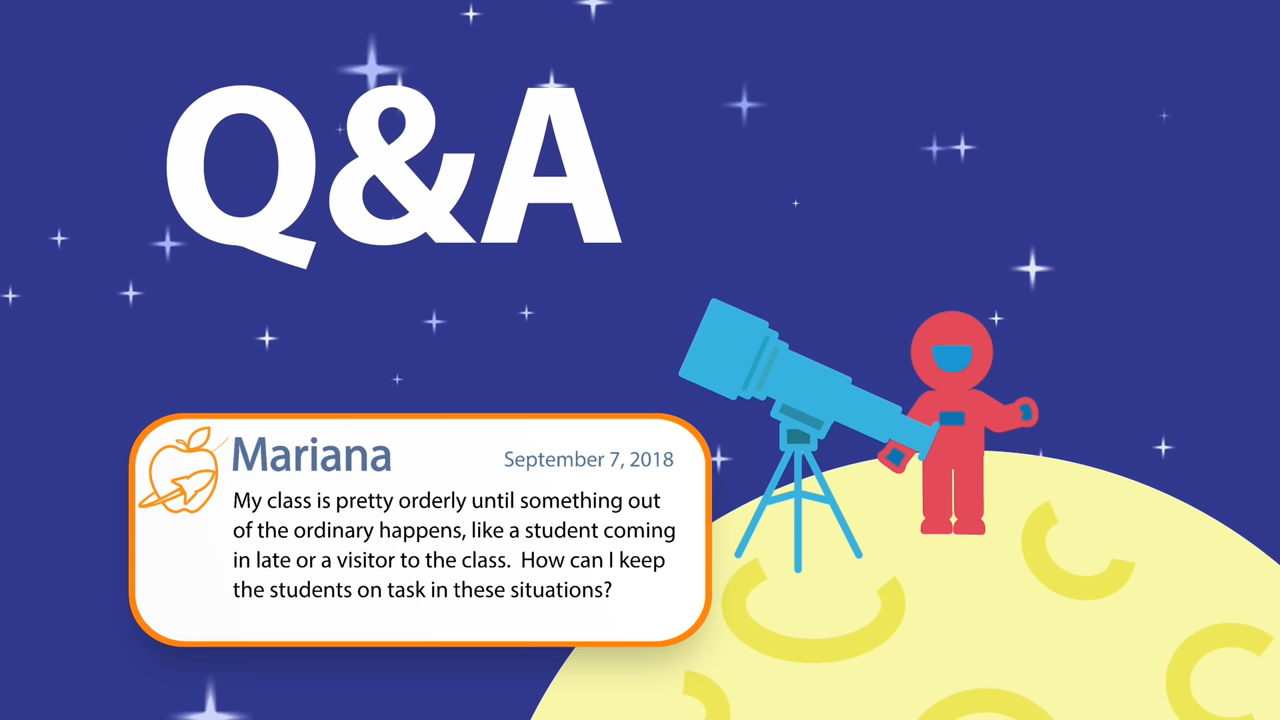 Q&A
Mariana
September 7, 2018
My class is pretty orderly until something out
of the ordinary happens, like a student coming
in late or a visitor to the class.  How can I keep
the students on task in these situations?